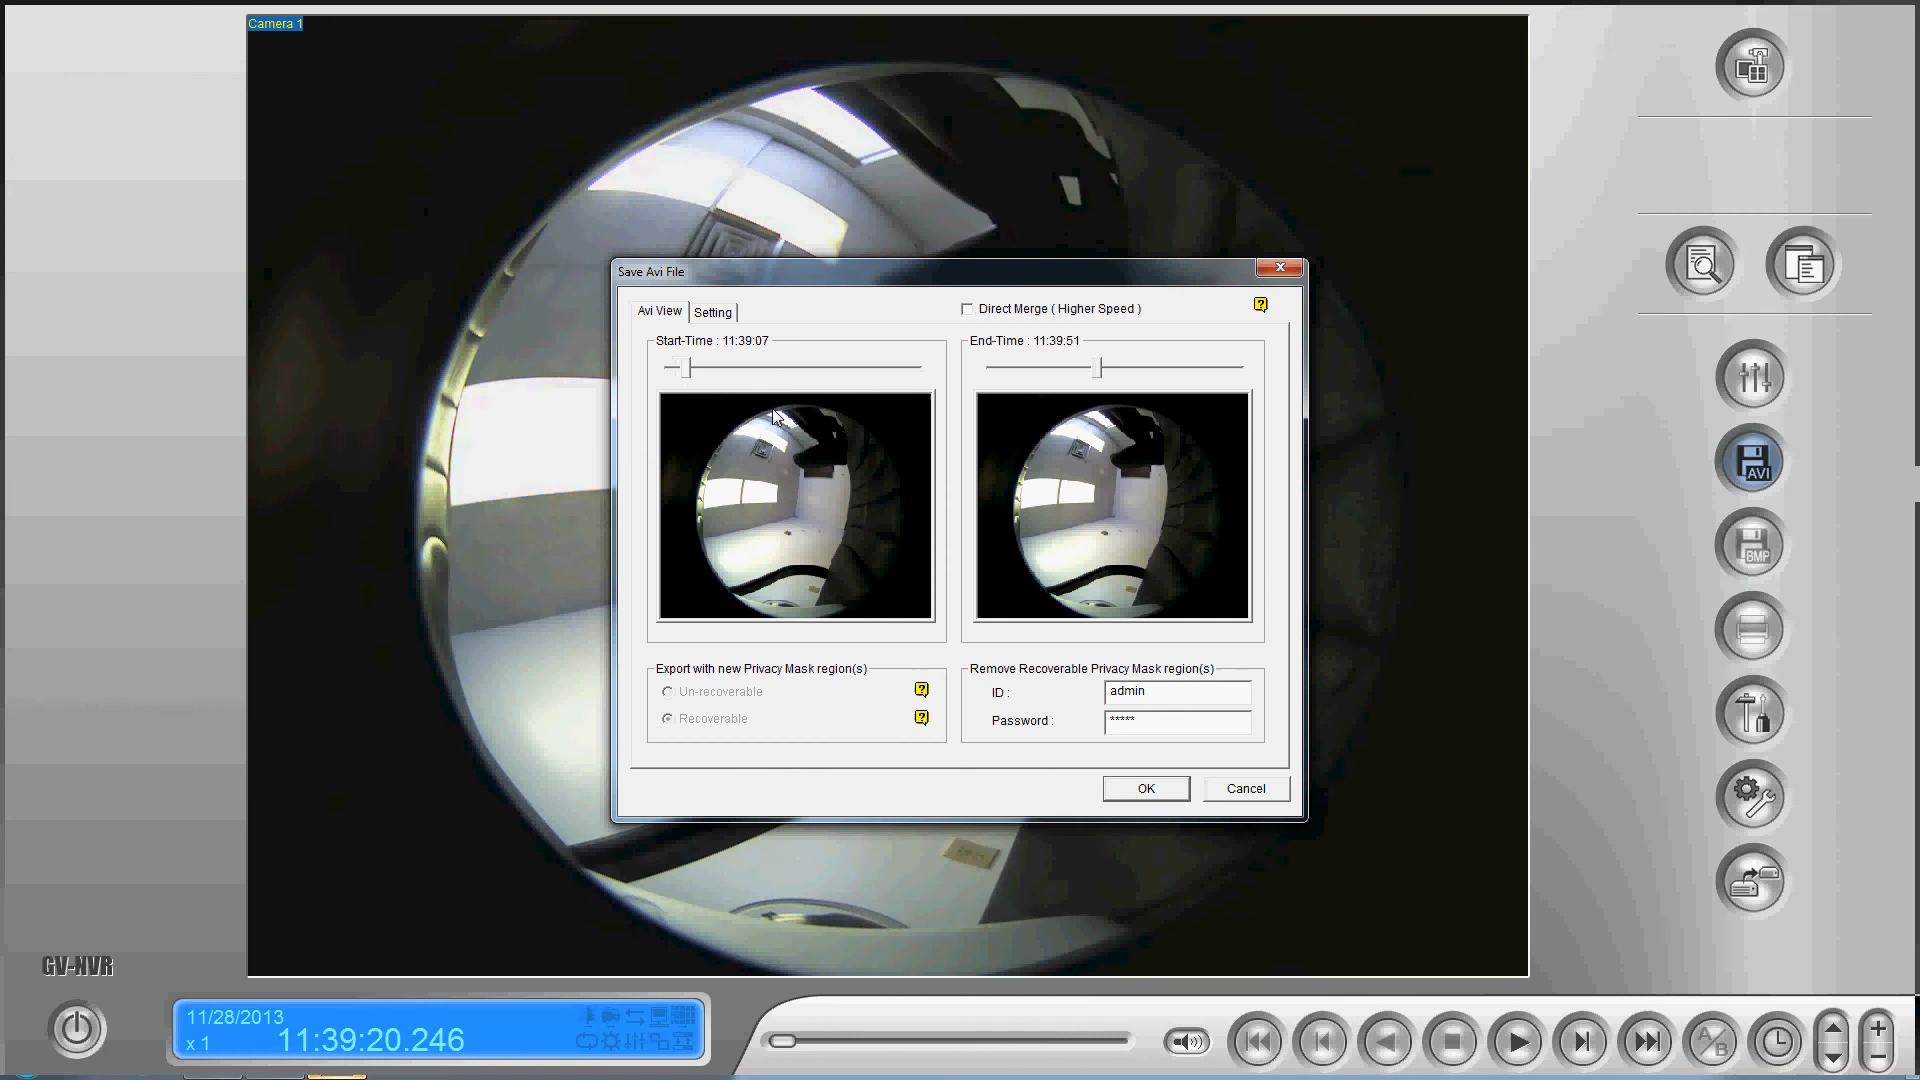 Camera 1
Save Avi File
Avi View
Setting
Direct Merge ( Higher Speed )
Start-Time : 11:39:07
End-Time : 11:39:51
Export with new Privacy Mask region(s)
Un-recoverable
Recoverable
Remove Recoverable Privacy Mask region(s)
ID :
admin
Password :
*****
OK
Cancel
AVI
BMP
GV-NVR
11/28/2013
x 1
11:39:20.246
A/B